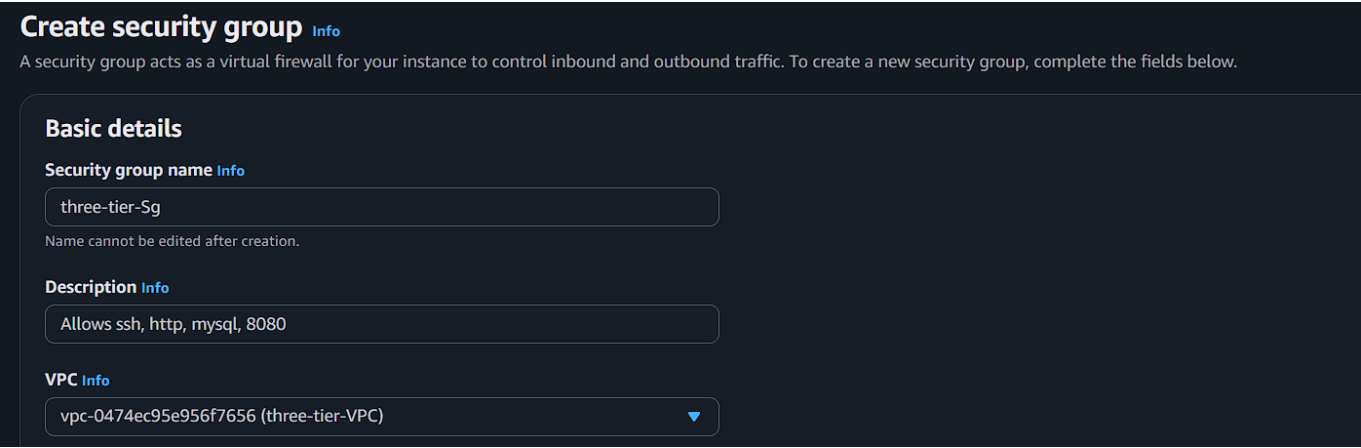 Create security group Info
A security group acts as a virtual firewall for your instance to control inbound and outbound traffic. To create a new security group, complete the fields below.
Basic details
Security group name Info
three-tier-Sg
Name cannot be edited after creation.
Description Info
Allows ssh, http, mysql, 8080
VPC Info
vpc-0474ec95e956f7656 (three-tier-VPC)